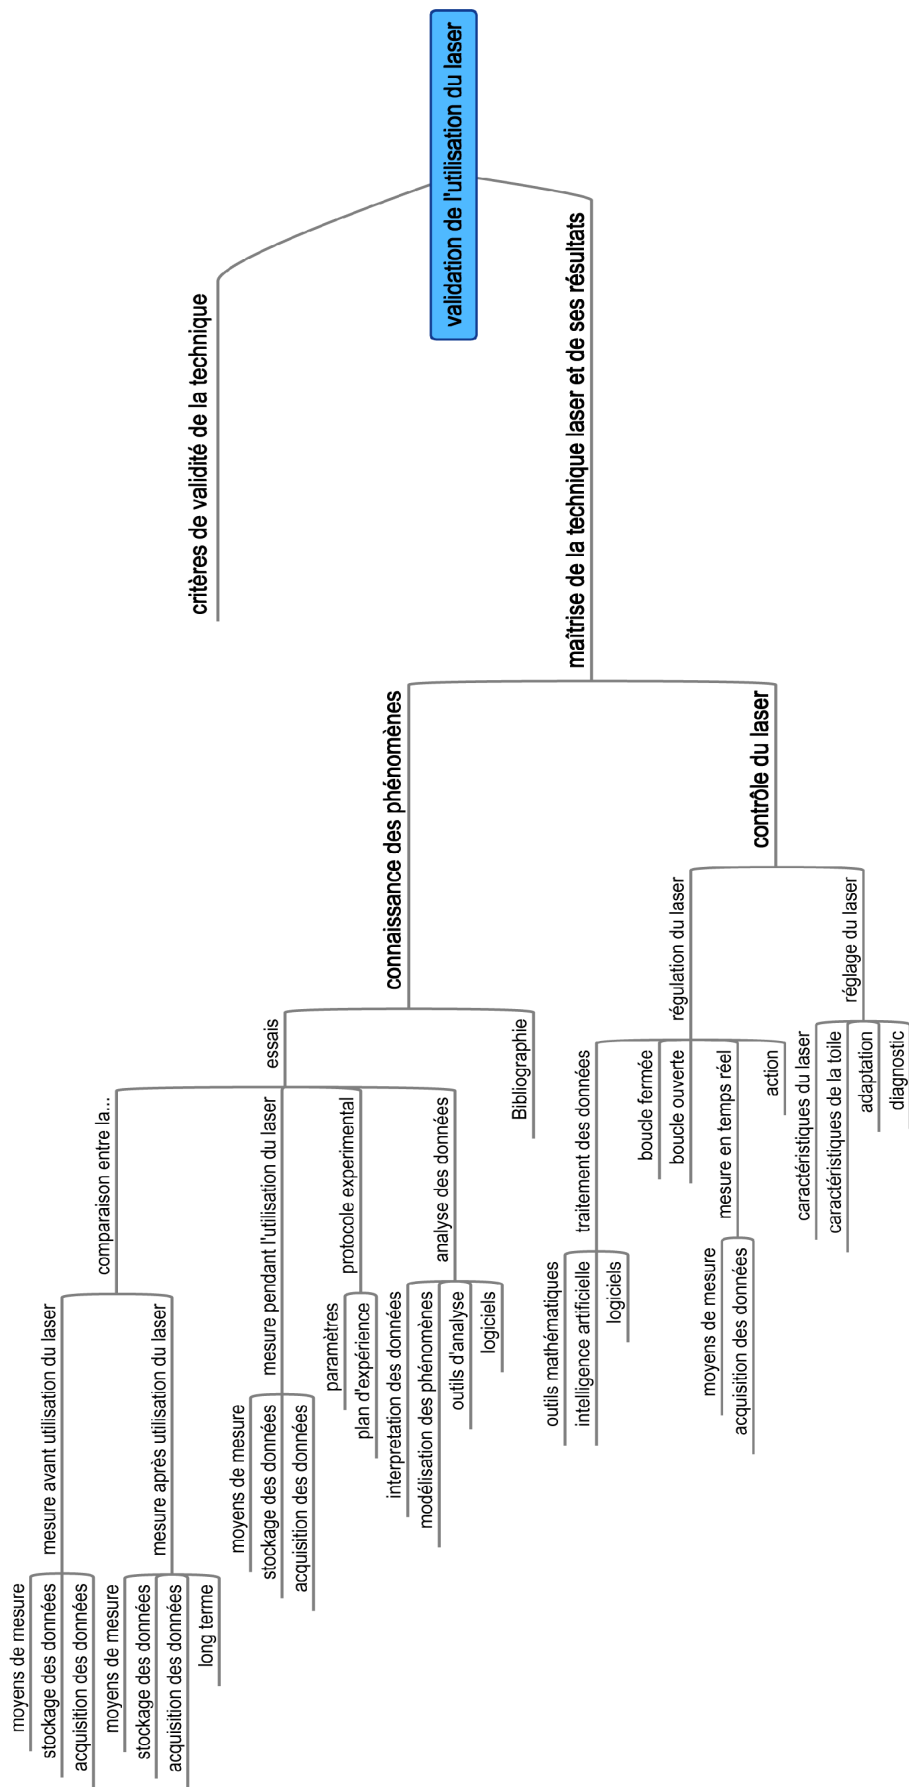 validation de l'utilisation du laser
critères de validité de la technique
maîtrise de la technique laser et de ses résultats
connaissance des phénomènes
essais
comparaison entre la...
mesure avant utilisation du laser
moyens de mesure
stockage des données
acquisition des données
mesure après utilisation du laser
moyens de mesure
stockage des données
acquisition des données
long terme
mesure pendant l'utilisation du laser
moyens de mesure
stockage des données
acquisition des données
protocole experimental
paramètres
plan d'expérience
analyse des données
interpretation des données
modélisation des phénomènes
outils d'analyse
logiciels
Bibliographie
contrôle du laser
régulation du laser
traitement des données
outils mathématiques
intelligence artificielle
logiciels
boucle fermée
boucle ouverte
mesure en temps réel
moyens de mesure
acquisition des données
action
réglage du laser
caractéristiques du laser
caractéristiques de la toile
adaptation
diagnostic